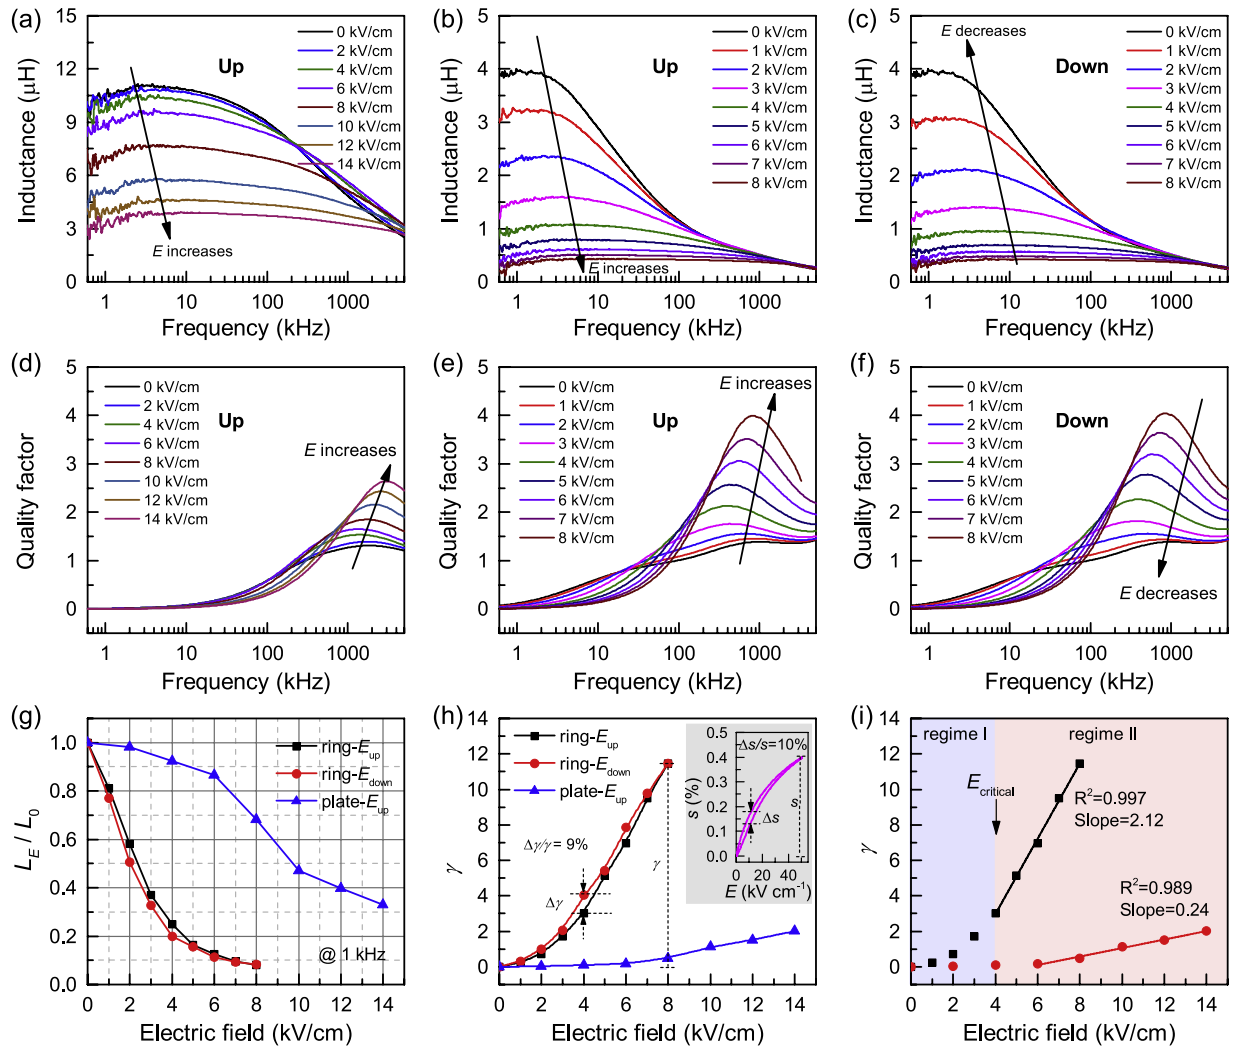 (a)
Inductance (μH)
15
12
9
6
3
0
Up
0 kV/cm
2 kV/cm
4 kV/cm
6 kV/cm
8 kV/cm
10 kV/cm
12 kV/cm
14 kV/cm
E increases
1
10
100
1000
Frequency (kHz)
(b)
Inductance (μH)
5
4
3
2
1
0
Up
0 kV/cm
1 kV/cm
2 kV/cm
3 kV/cm
4 kV/cm
5 kV/cm
6 kV/cm
7 kV/cm
8 kV/cm
E increases
1
10
100
1000
Frequency (kHz)
(c)
Inductance (μH)
5
4
3
2
1
0
E decreases
Down
0 kV/cm
1 kV/cm
2 kV/cm
3 kV/cm
4 kV/cm
5 kV/cm
6 kV/cm
7 kV/cm
8 kV/cm
1
10
100
1000
Frequency (kHz)
(d)
Quality factor
5
4
3
2
1
0
0 kV/cm
2 kV/cm
4 kV/cm
6 kV/cm
8 kV/cm
10 kV/cm
12 kV/cm
14 kV/cm
Up
E increases
1
10
100
1000
Frequency (kHz)
(e)
Quality factor
5
4
3
2
1
0
0 kV/cm
1 kV/cm
2 kV/cm
3 kV/cm
4 kV/cm
5 kV/cm
6 kV/cm
7 kV/cm
8 kV/cm
Up
E increases
1
10
100
1000
Frequency (kHz)
(f)
Quality factor
5
4
3
2
1
0
0 kV/cm
1 kV/cm
2 kV/cm
3 kV/cm
4 kV/cm
5 kV/cm
6 kV/cm
7 kV/cm
8 kV/cm
Down
E decreases
1
10
100
1000
Frequency (kHz)
(g)
L_E / L_0
1.0
0.8
0.6
0.4
0.2
0.0
ring-E_up
ring-E_down
plate-E_up
@ 1 kHz
0 2 4 6 8 10 12 14
Electric field (kV/cm)
(h)
γ
14
12
10
8
6
4
2
0
ring-E_up
ring-E_down
plate-E_up
Δγ/γ = 9%
Δγ
γ
s (%)
0.5
0.4
0.3
0.2
0.1
0.0
Δs/s=10%
s
Δs
0 20 40
E (kV cm⁻¹)
0 2 4 6 8 10 12 14
Electric field (kV/cm)
(i)
γ
14
12
10
8
6
4
2
0
regime I
regime II
E_critical
R²=0.997
Slope=2.12
R²=0.989
Slope=0.24
0 2 4 6 8 10 12 14
Electric field (kV/cm)